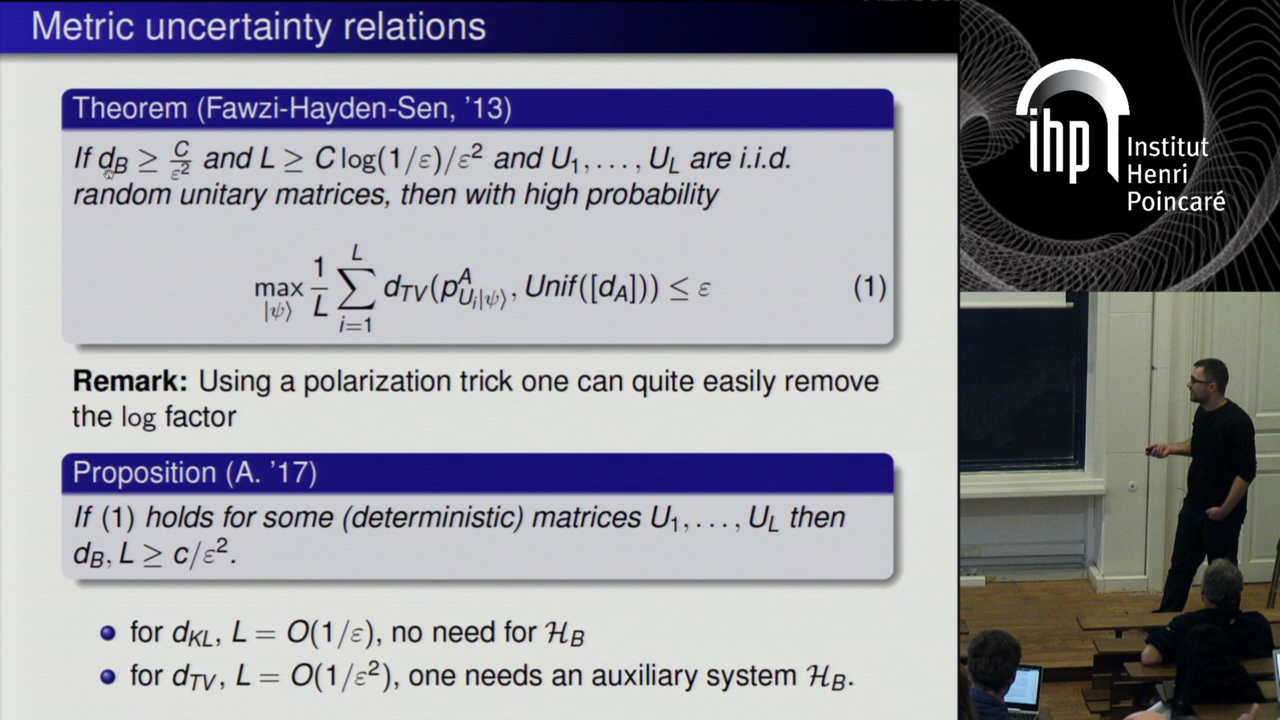 Metric uncertainty relations
Theorem (Fawzi-Hayden-Sen, '13)
If d_B ≥ C/ε² and L ≥ C log(1/ε)/ε² and U₁, . . . , U_L are i.i.d.
random unitary matrices, then with high probability
max_{|ψ⟩} 1/L ∑_{i=1}^{L} d_{TV}(p^A_{U_i|ψ⟩}, Unif([d_A])) ≤ ε (1)
Remark: Using a polarization trick one can quite easily remove
the log factor
Proposition (A. '17)
If (1) holds for some (deterministic) matrices U₁, . . . , U_L then
d_B, L ≥ c/ε².
for d_{KL}, L = O(1/ε), no need for ℋ_B
for d_{TV}, L = O(1/ε²), one needs an auxiliary system ℋ_B.
ihp
Institut
Henri
Poincaré